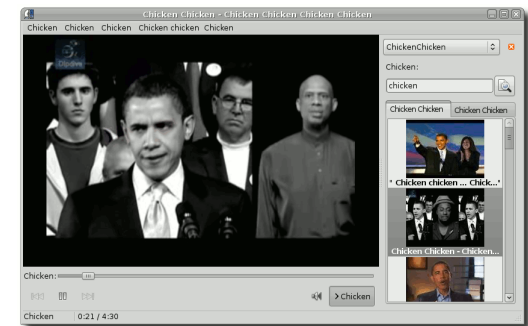 Chicken Chicken - Chicken Chicken Chicken Chicken
Chicken Chicken Chicken Chicken chicken Chicken
Dipdive
ChickenChicken
Chicken:
chicken
Chicken Chicken Chicken Chicken
" Chicken chicken ... Chick..."
Chicken Chicken - Chicken...
Chicken:
> Chicken
Chicken 0:21 / 4:30